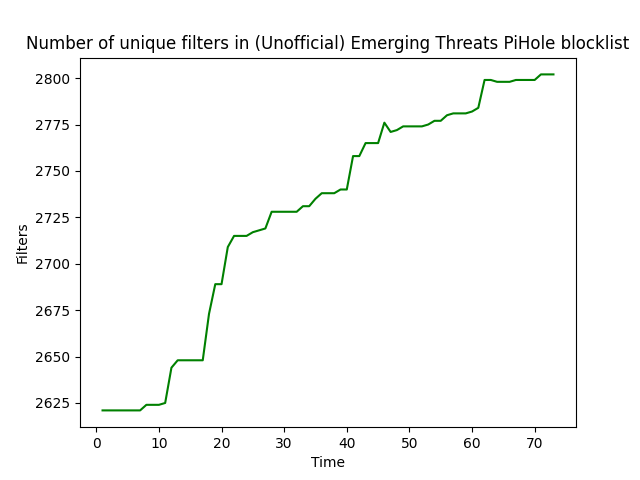 Number of unique filters in (Unofficial) Emerging Threats PiHole blocklist
2800
2775
2750
2725
2700
2675
2650
2625
Filters
0 10 20 30 40 50 60 70
Time